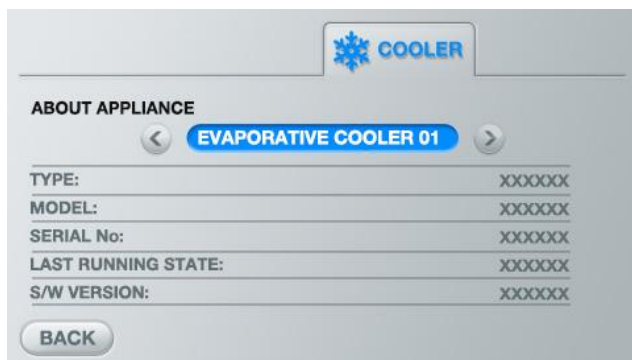 COOLER
ABOUT APPLIANCE
EVAPORATIVE COOLER 01
TYPE: XXXXXX
MODEL: XXXXXX
SERIAL No: XXXXXX
LAST RUNNING STATE: XXXXXX
S/W VERSION: XXXXXX
BACK